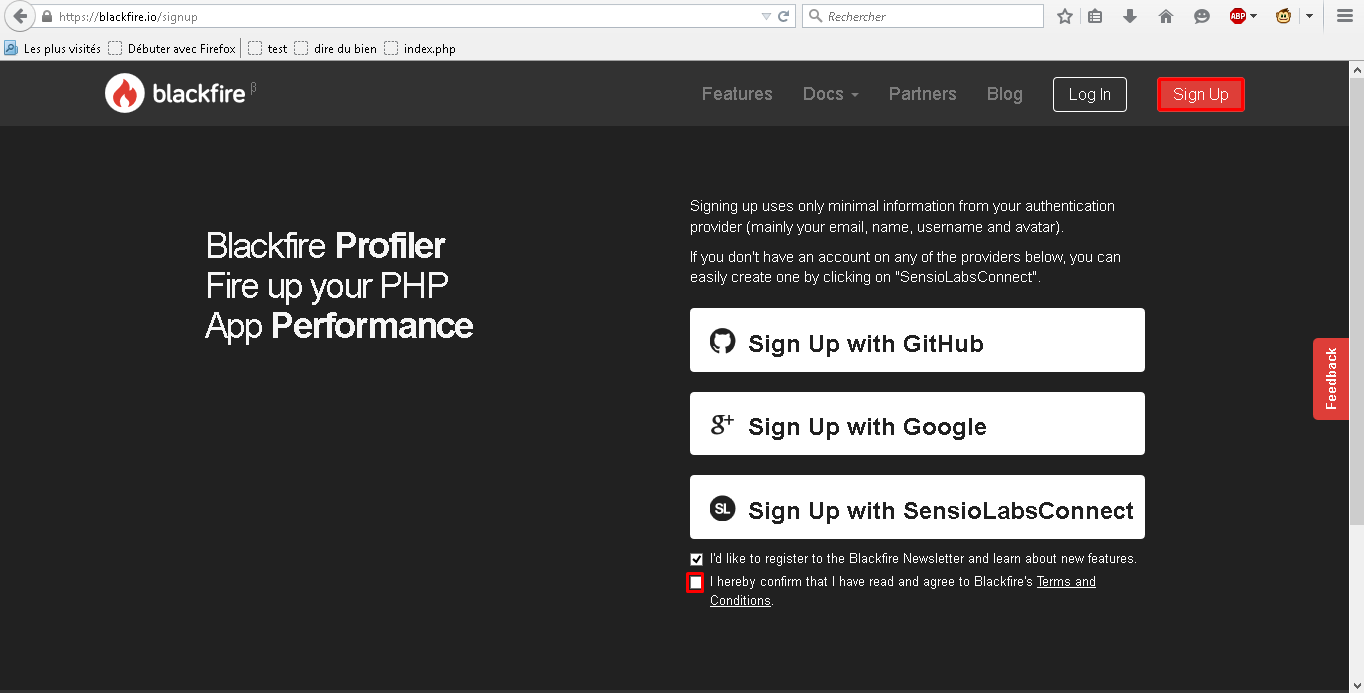 https://blackfire.io/signup
Rechercher
ABP
Les plus visités
Débuter avec Firefox
test
dire du bien
index.php
blackfire β
Features
Docs
Partners
Blog
Log In
Sign Up
Blackfire Profiler
Fire up your PHP
App Performance
Signing up uses only minimal information from your authentication
provider (mainly your email, name, username and avatar).
If you don't have an account on any of the providers below, you can
easily create one by clicking on "SensioLabsConnect".
Sign Up with GitHub
g+ Sign Up with Google
SL Sign Up with SensioLabsConnect
I'd like to register to the Blackfire Newsletter and learn about new features.
I hereby confirm that I have read and agree to Blackfire's Terms and
Conditions.
Feedback